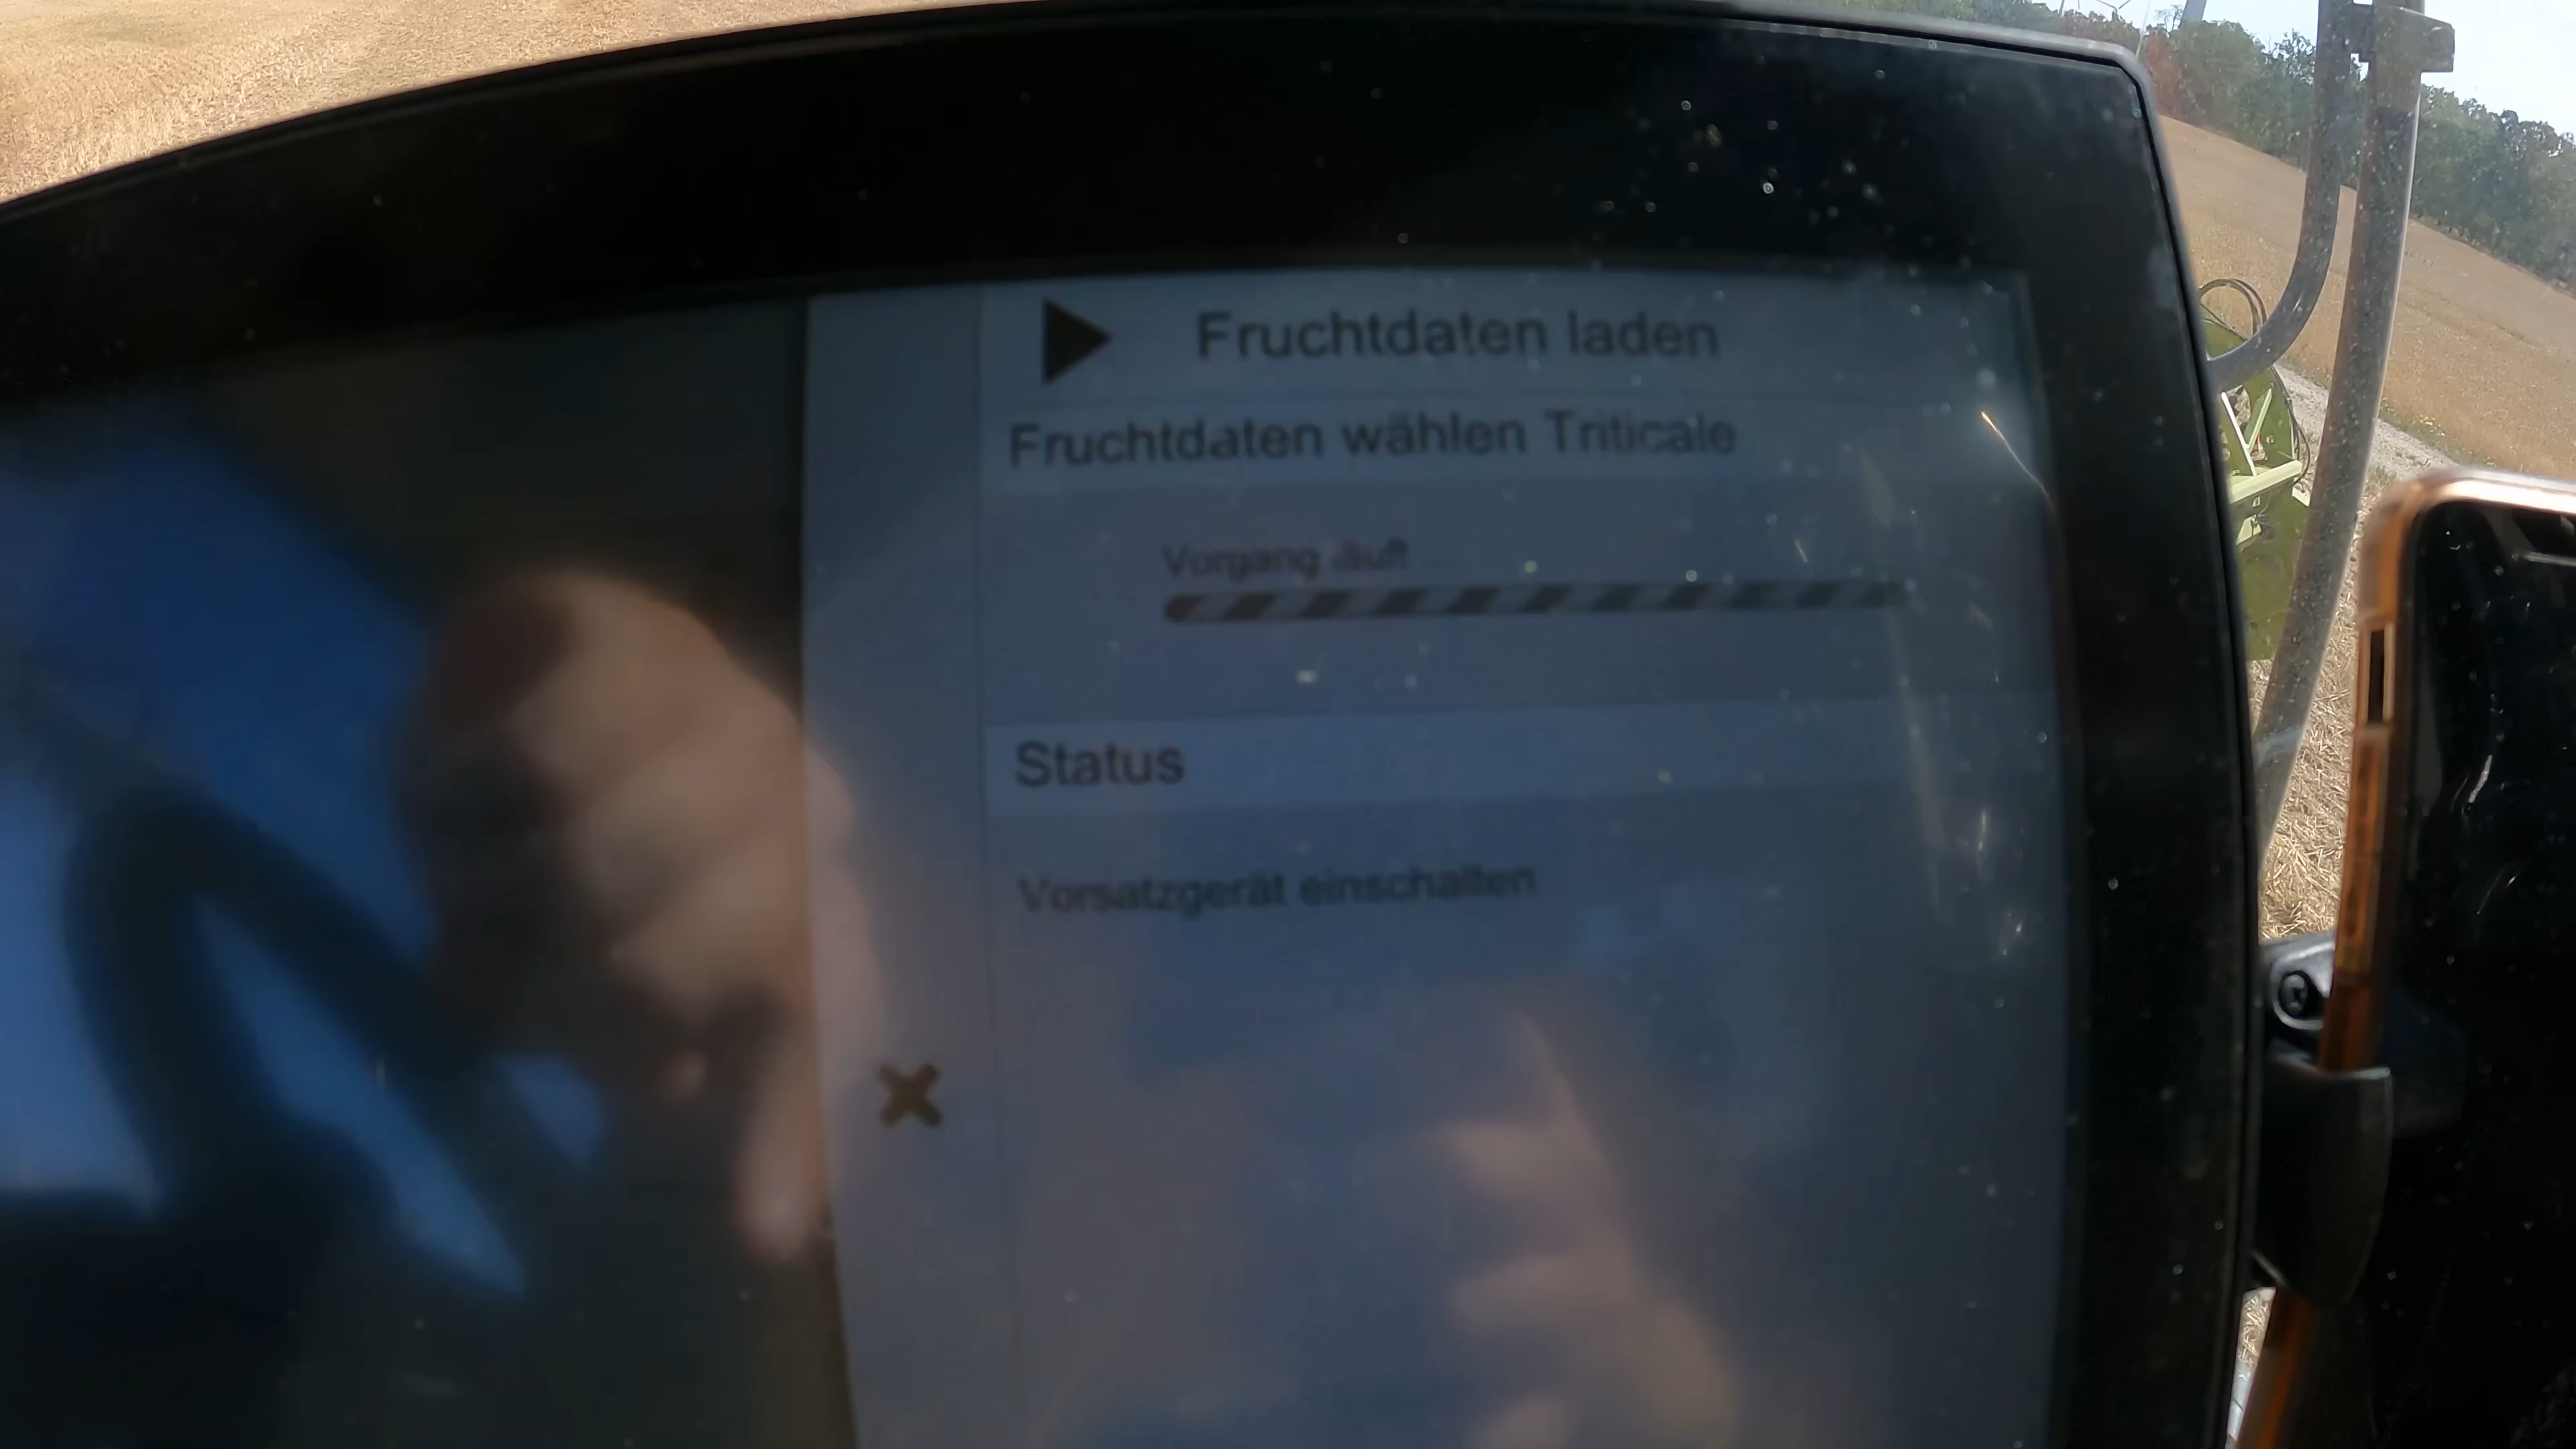 Fruchtdaten laden
Fruchtdaten wählen Triticale
Vorgang läuft ...
Status
Vorsatzgerät einschalten